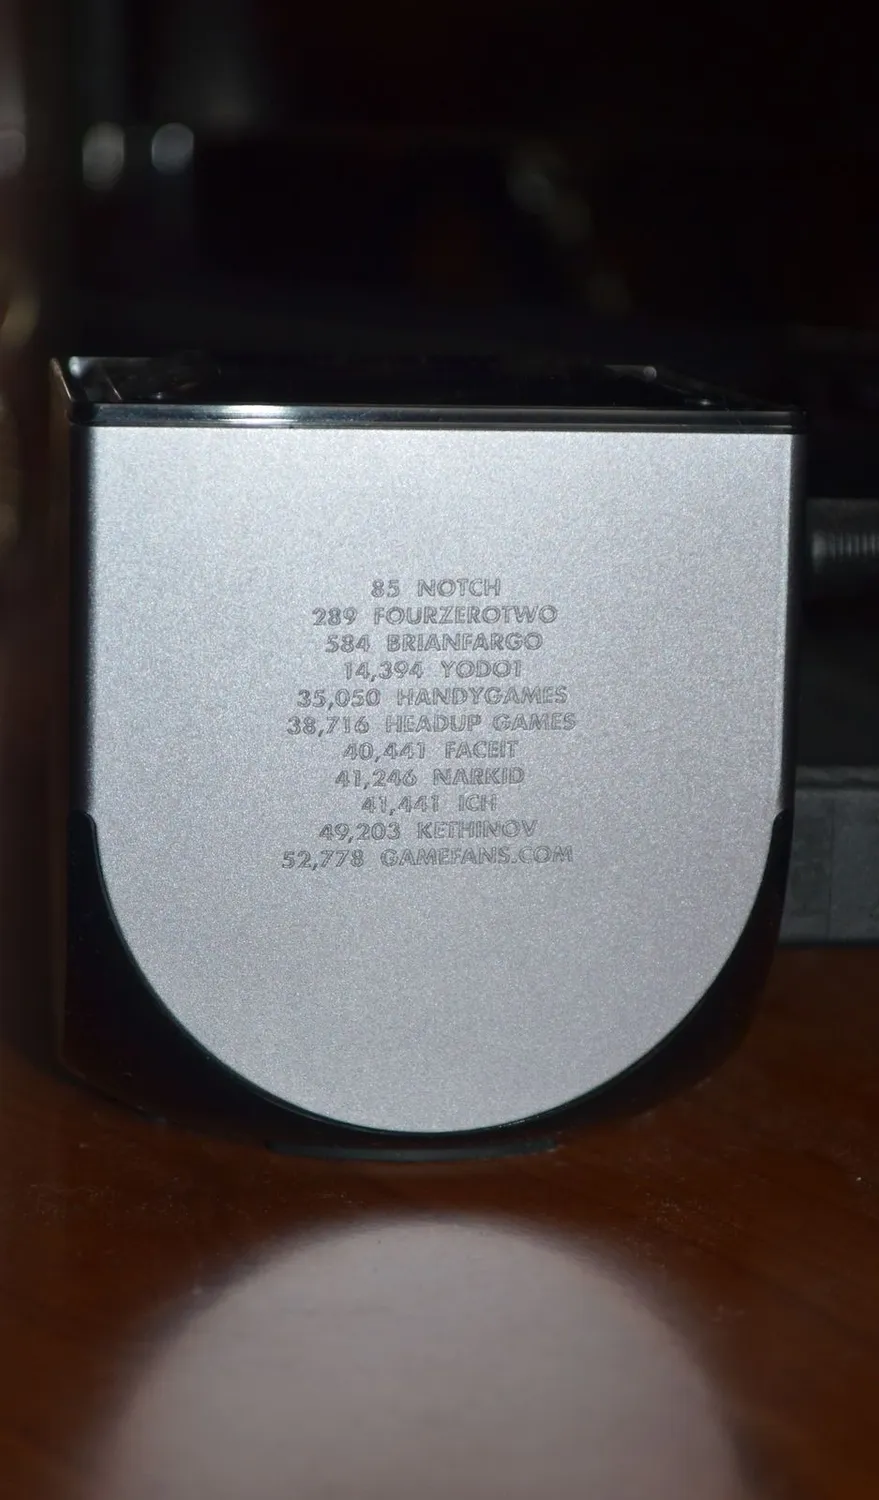 85 NOTCH
289 FOURZEROTWO
584 BRIANFARGO
14,394 YODO1
35,050 HANDYGAMES
38,716 HEADUP GAMES
40,441 FACEIT
41,246 NARKID
41,441 ICH
49,203 KETHINOV
52,778 GAMEFANS.COM